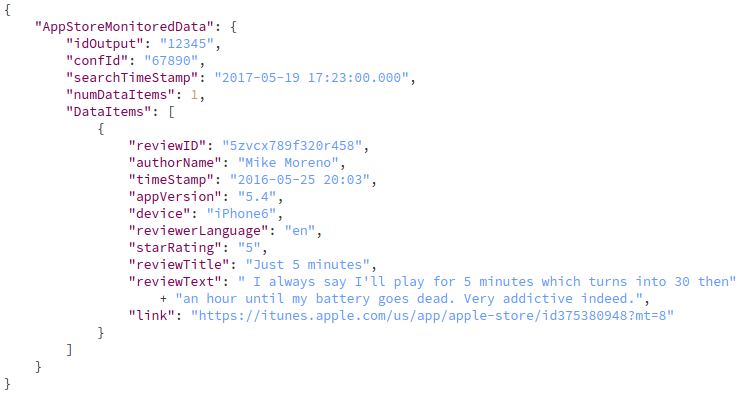 {
    "AppStoreMonitoredData": {
        "idOutput": "12345",
        "confId": "67890",
        "searchTimeStamp": "2017-05-19 17:23:00.000",
        "numDataItems": 1,
        "DataItems": [
            {
                "reviewID": "5zvcx789f320r458",
                "authorName": "Mike Moreno",
                "timeStamp": "2016-05-25 20:03",
                "appVersion": "5.4",
                "device": "iPhone6",
                "reviewerLanguage": "en",
                "starRating": "5",
                "reviewTitle": "Just 5 minutes",
                "reviewText": " I always say I'll play for 5 minutes which turns into 30 then"
                    + "an hour until my battery goes dead. Very addictive indeed.",
                "link": "https://itunes.apple.com/us/app/apple-store/id375380948?mt=8"
            }
        ]
    }
}